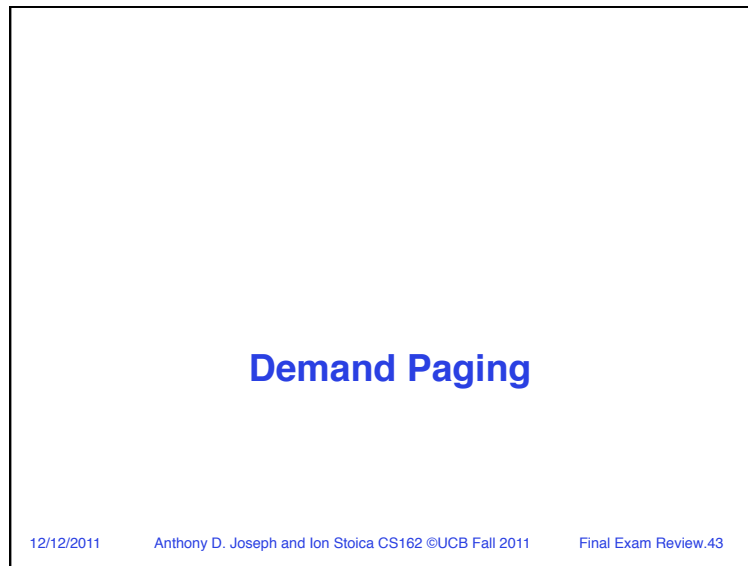 Demand Paging
12/12/2011 Anthony D. Joseph and Ion Stoica CS162 ©UCB Fall 2011 Final Exam Review.43